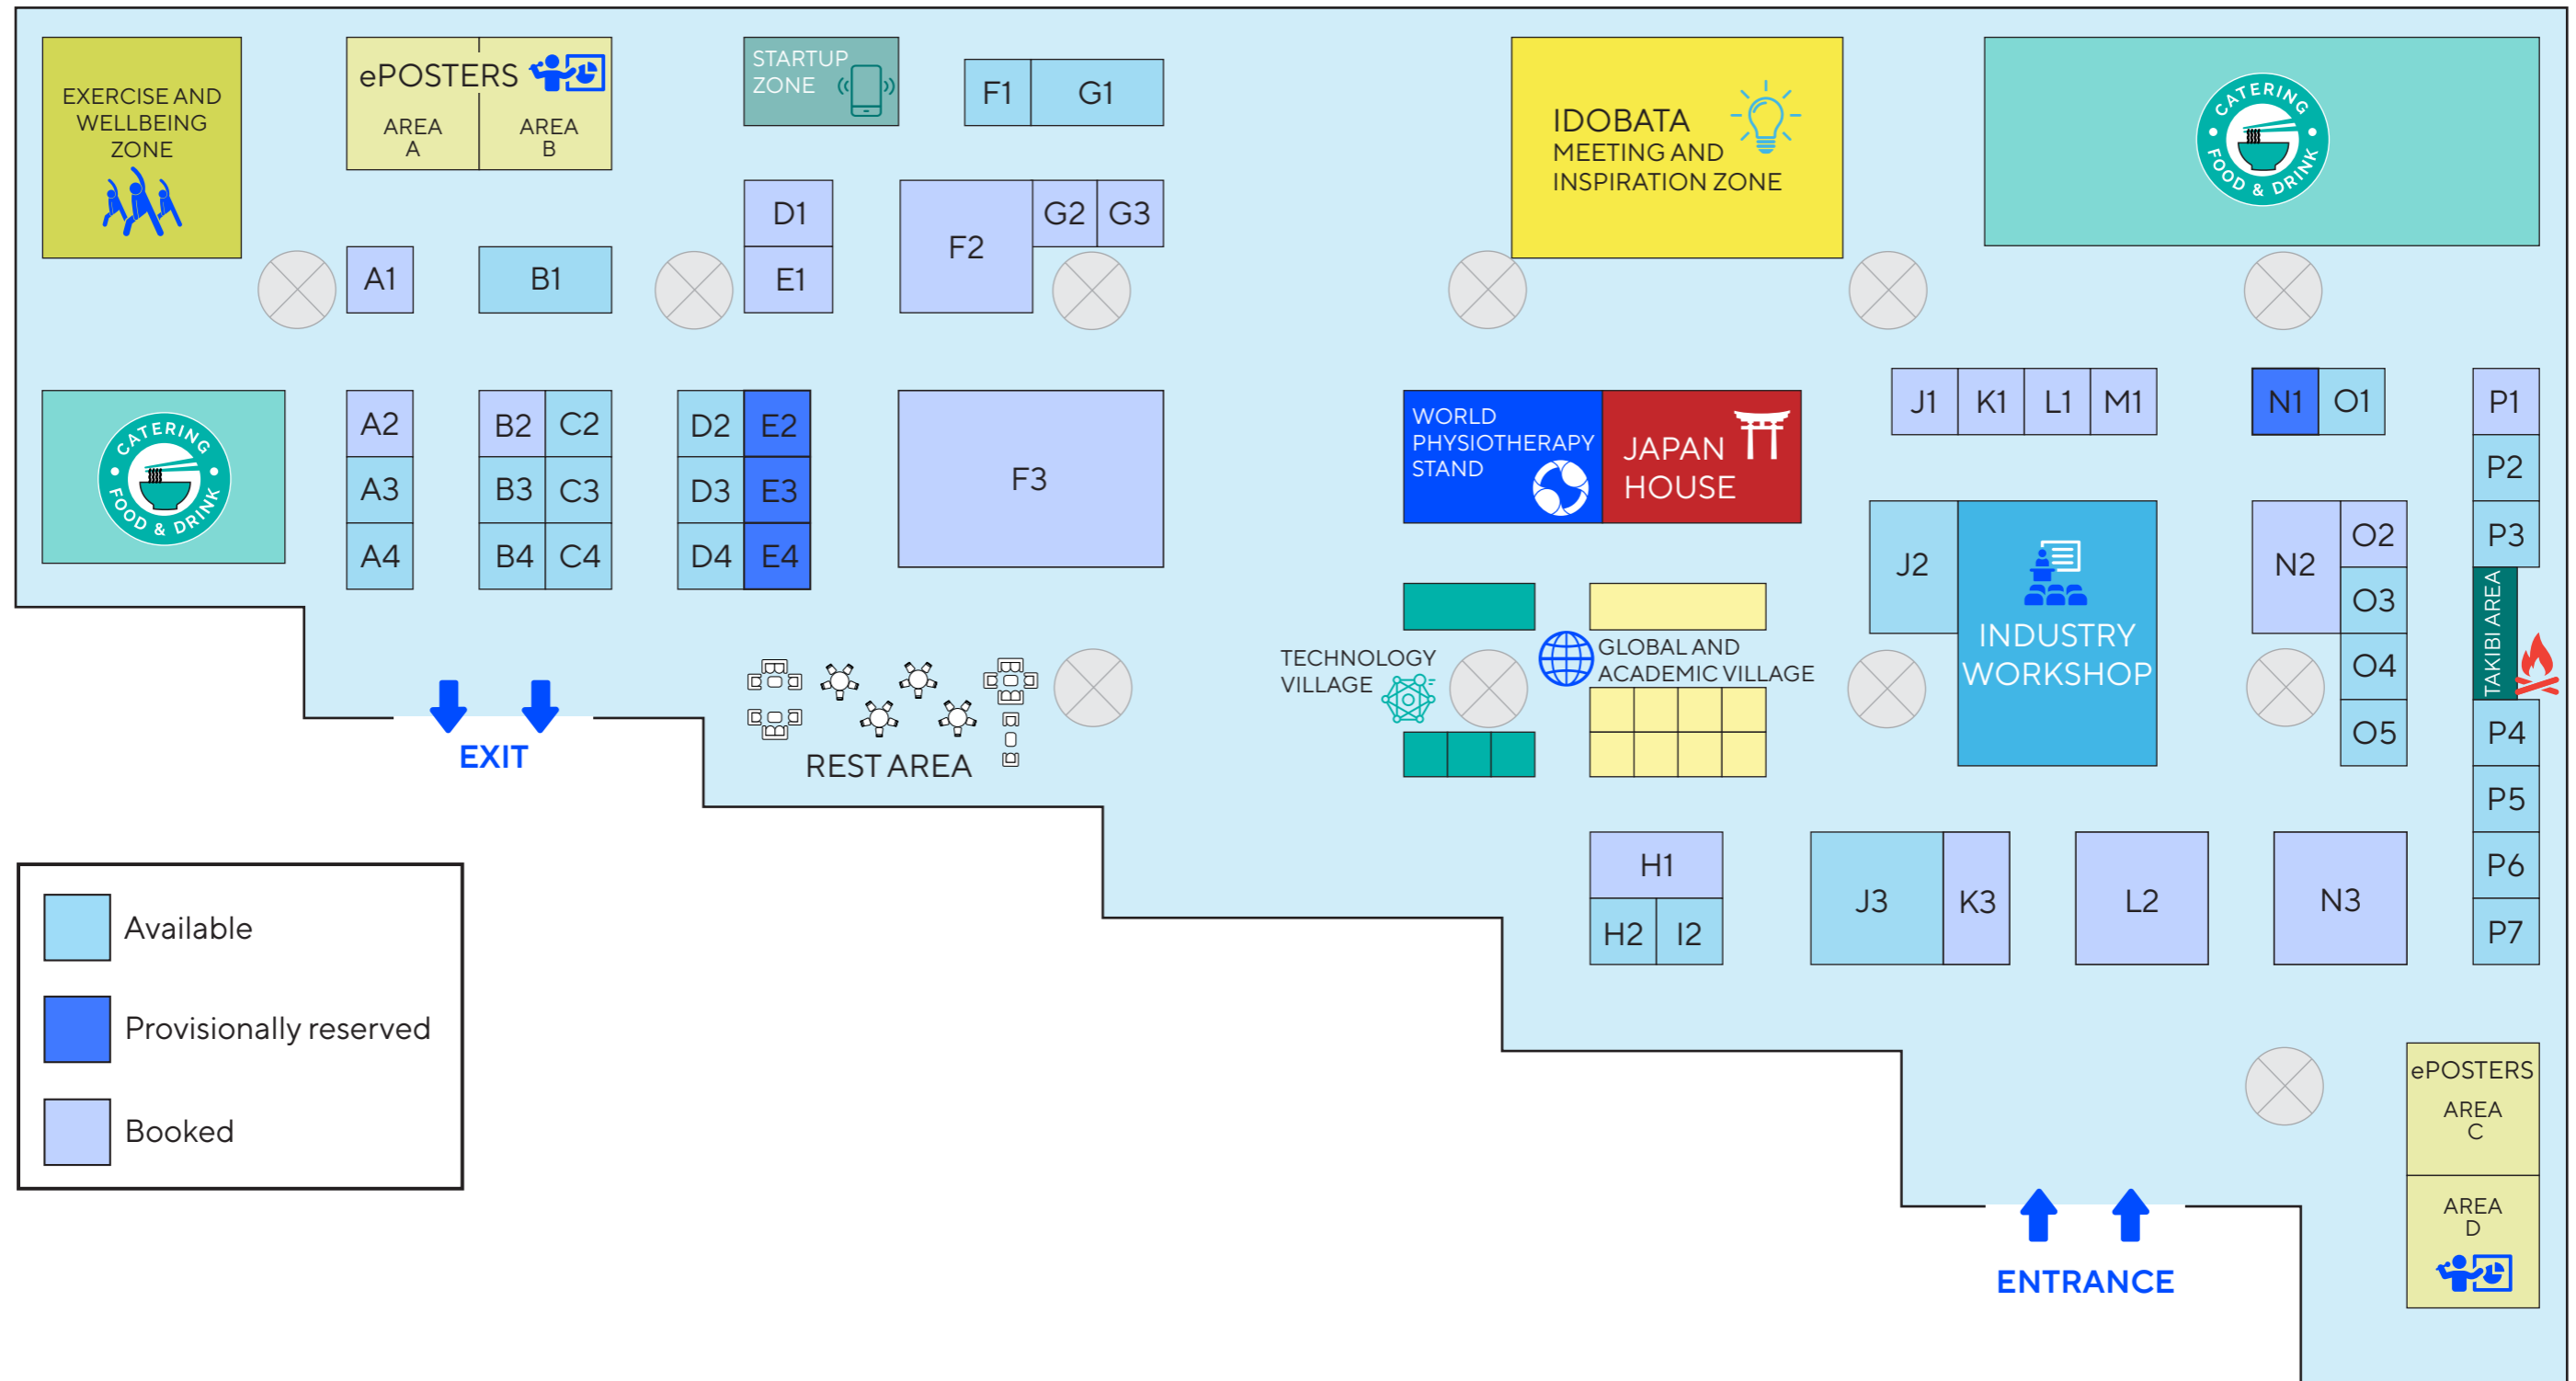 EXERCISE AND
WELLBEING
ZONE
ePOSTERS
AREA
A
AREA
B
STARTUP
ZONE
F1
G1
IDOBATA
MEETING AND
INSPIRATION ZONE
CATERING
FOOD & DRINK
D1
E1
F2
G2
G3
A1
B1
CATERING
FOOD & DRINK
A2
A3
A4
B2
C2
B3
C3
B4
C4
D2
E2
D3
E3
D4
E4
F3
WORLD
PHYSIOTHERAPY
STAND
JAPAN
HOUSE
J1
K1
L1
M1
N1
O1
P1
P2
P3
J2
INDUSTRY
WORKSHOP
N2
O2
O3
O4
O5
TAKIBI AREA
P4
P5
P6
P7
TECHNOLOGY
VILLAGE
GLOBAL AND
ACADEMIC VILLAGE
EXIT
REST AREA
H1
H2
I2
J3
K3
L2
N3
Available
Provisionally reserved
Booked
ePOSTERS
AREA
C
AREA
D
ENTRANCE